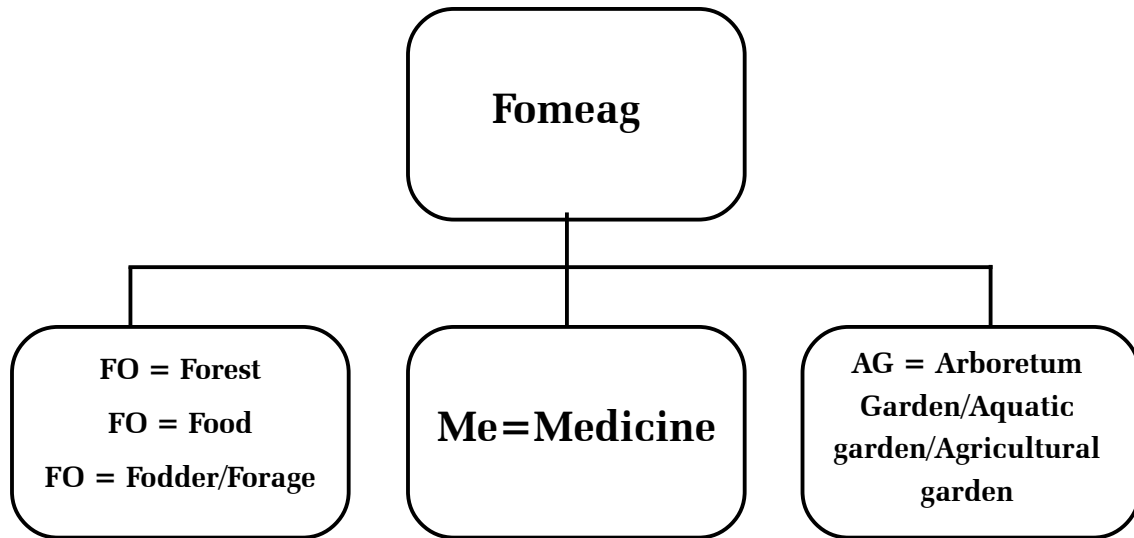 Fomeag
FO = Forest
FO = Food
FO = Fodder/Forage
Me=Medicine
AG = Arboretum
Garden/Aquatic
garden/Agricultural
garden